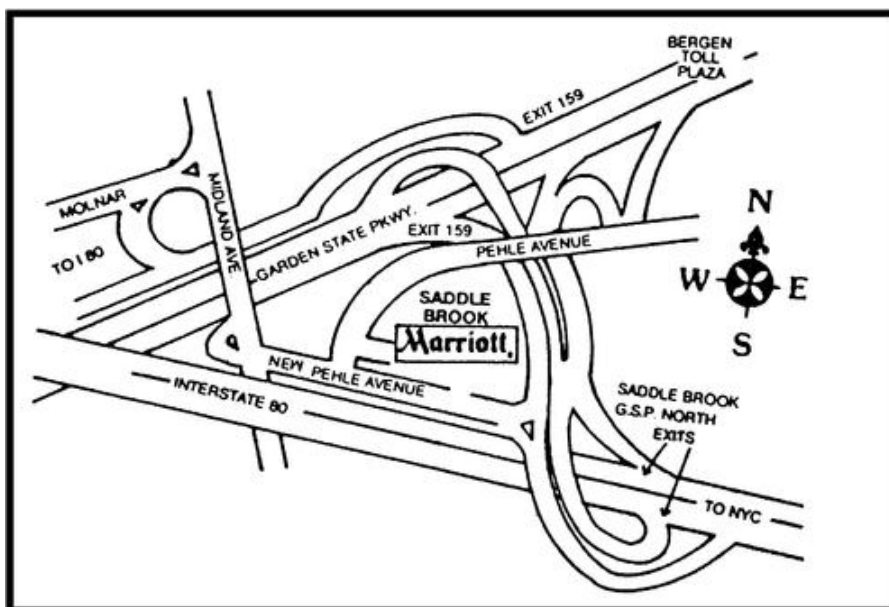 BERGEN
TOLL
PLAZA
EXIT 159
MOLNAR
MIDLAND AVE
TO I 80
GARDEN STATE PKWY.
EXIT 159
PEHLE AVENUE
N
W
E
S
SADDLE
BROOK
Marriott.
NEW PEHLE AVENUE
INTERSTATE 80
SADDLE BROOK
G.S.P. NORTH
EXITS
TO NYC